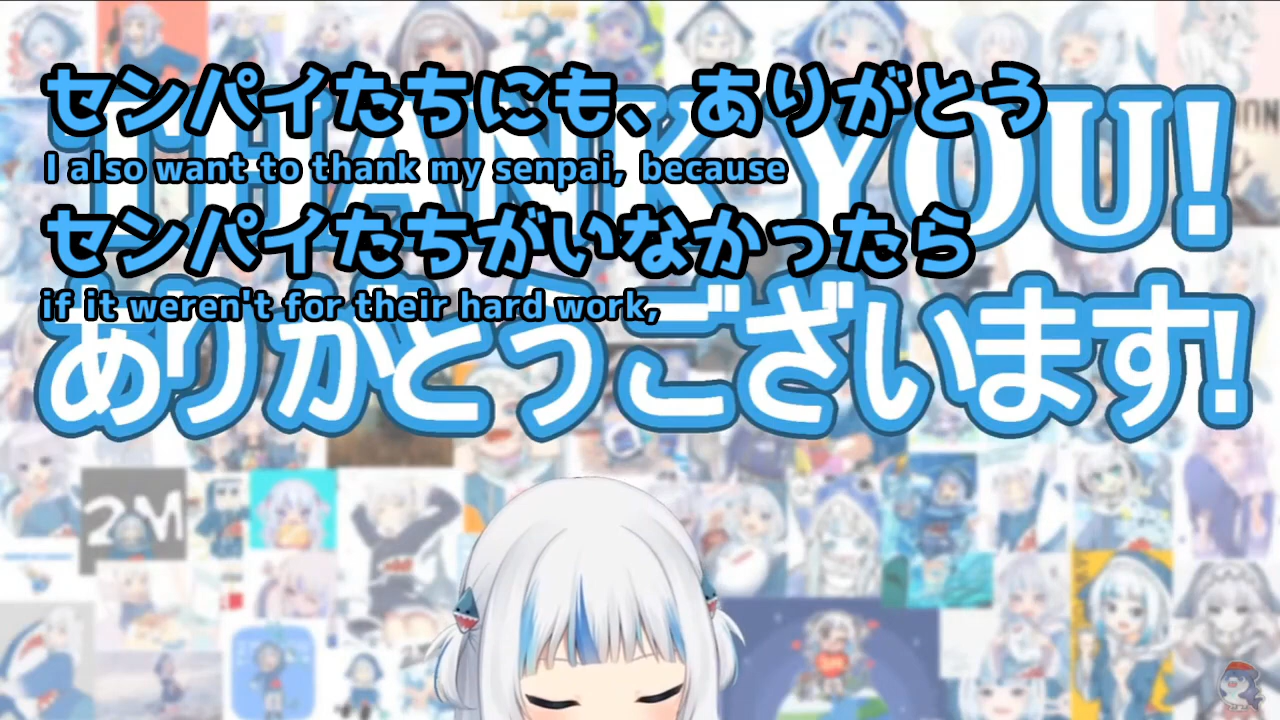 センパイたちにも、ありがとう
THANK YOU!
I also want to thank my senpai, because
センパイたちがいなかったら
if it weren't for their hard work,
ありがとうございます!
2M